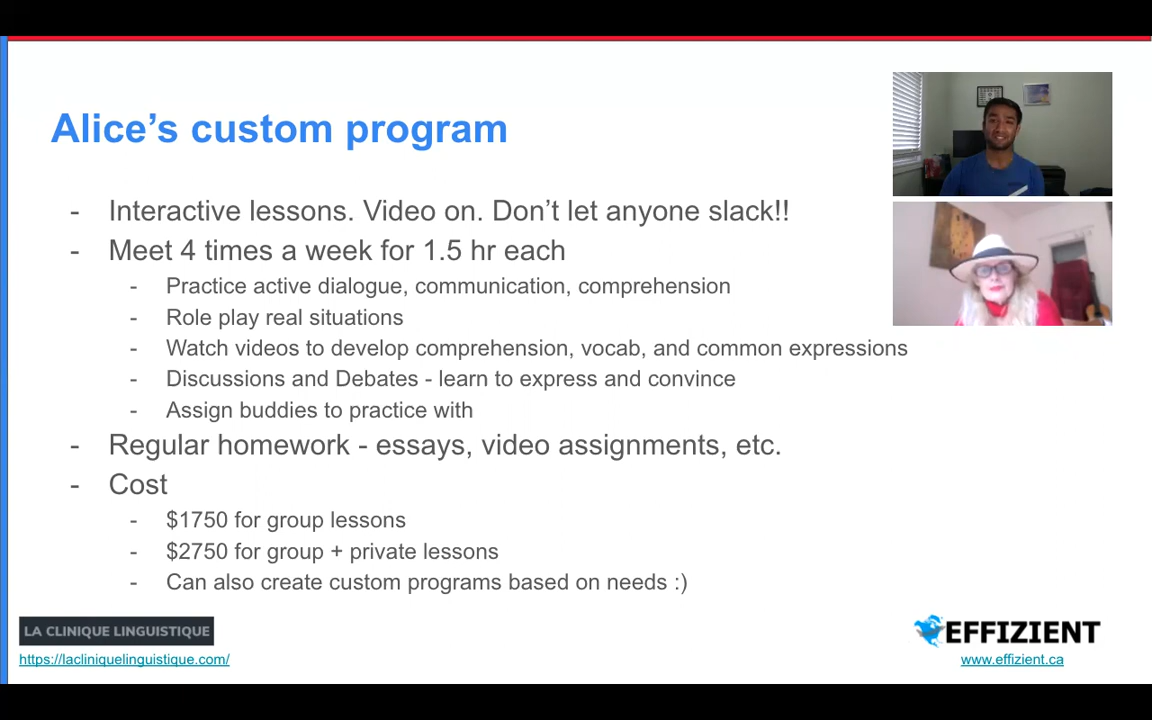 Alice’s custom program
- Interactive lessons. Video on. Don’t let anyone slack!!
- Meet 4 times a week for 1.5 hr each
- Practice active dialogue, communication, comprehension
- Role play real situations
- Watch videos to develop comprehension, vocab, and common expressions
- Discussions and Debates - learn to express and convince
- Assign buddies to practice with
- Regular homework - essays, video assignments, etc.
- Cost
- $1750 for group lessons
- $2750 for group + private lessons
- Can also create custom programs based on needs :)
LA CLINIQUE LINGUISTIQUE
https://lacliniquelinguistique.com/
EFFIZIENT
www.effizient.ca